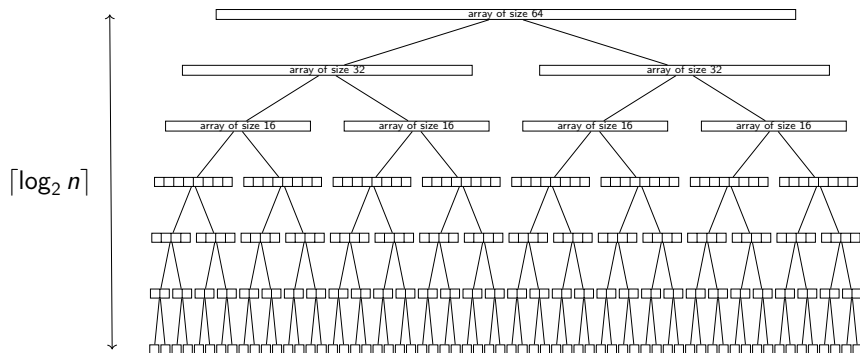 array of size 64
array of size 32
array of size 32
array of size 16
array of size 16
array of size 16
array of size 16
⌈log₂ n⌉